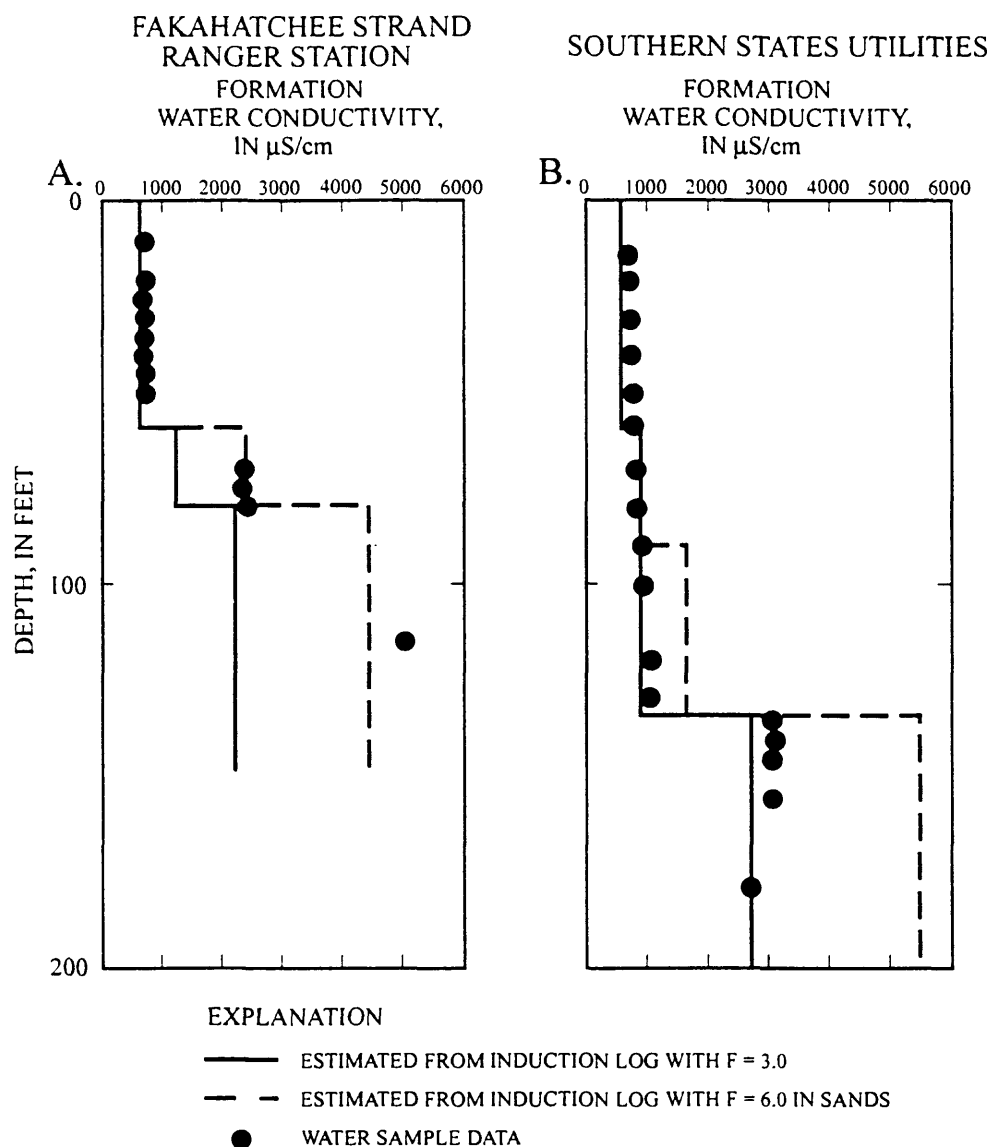 FAKAHATCHEE STRAND
RANGER STATION
FORMATION
WATER CONDUCTIVITY,
IN µS/cm
A.
0 1000 2000 3000 4000 5000 6000
SOUTHERN STATES UTILITIES
FORMATION
WATER CONDUCTIVITY,
IN µS/cm
B.
0 1000 2000 3000 4000 5000 6000
0
100
200
DEPTH, IN FEET
EXPLANATION
ESTIMATED FROM INDUCTION LOG WITH F = 3.0
ESTIMATED FROM INDUCTION LOG WITH F = 6.0 IN SANDS
WATER SAMPLE DATA